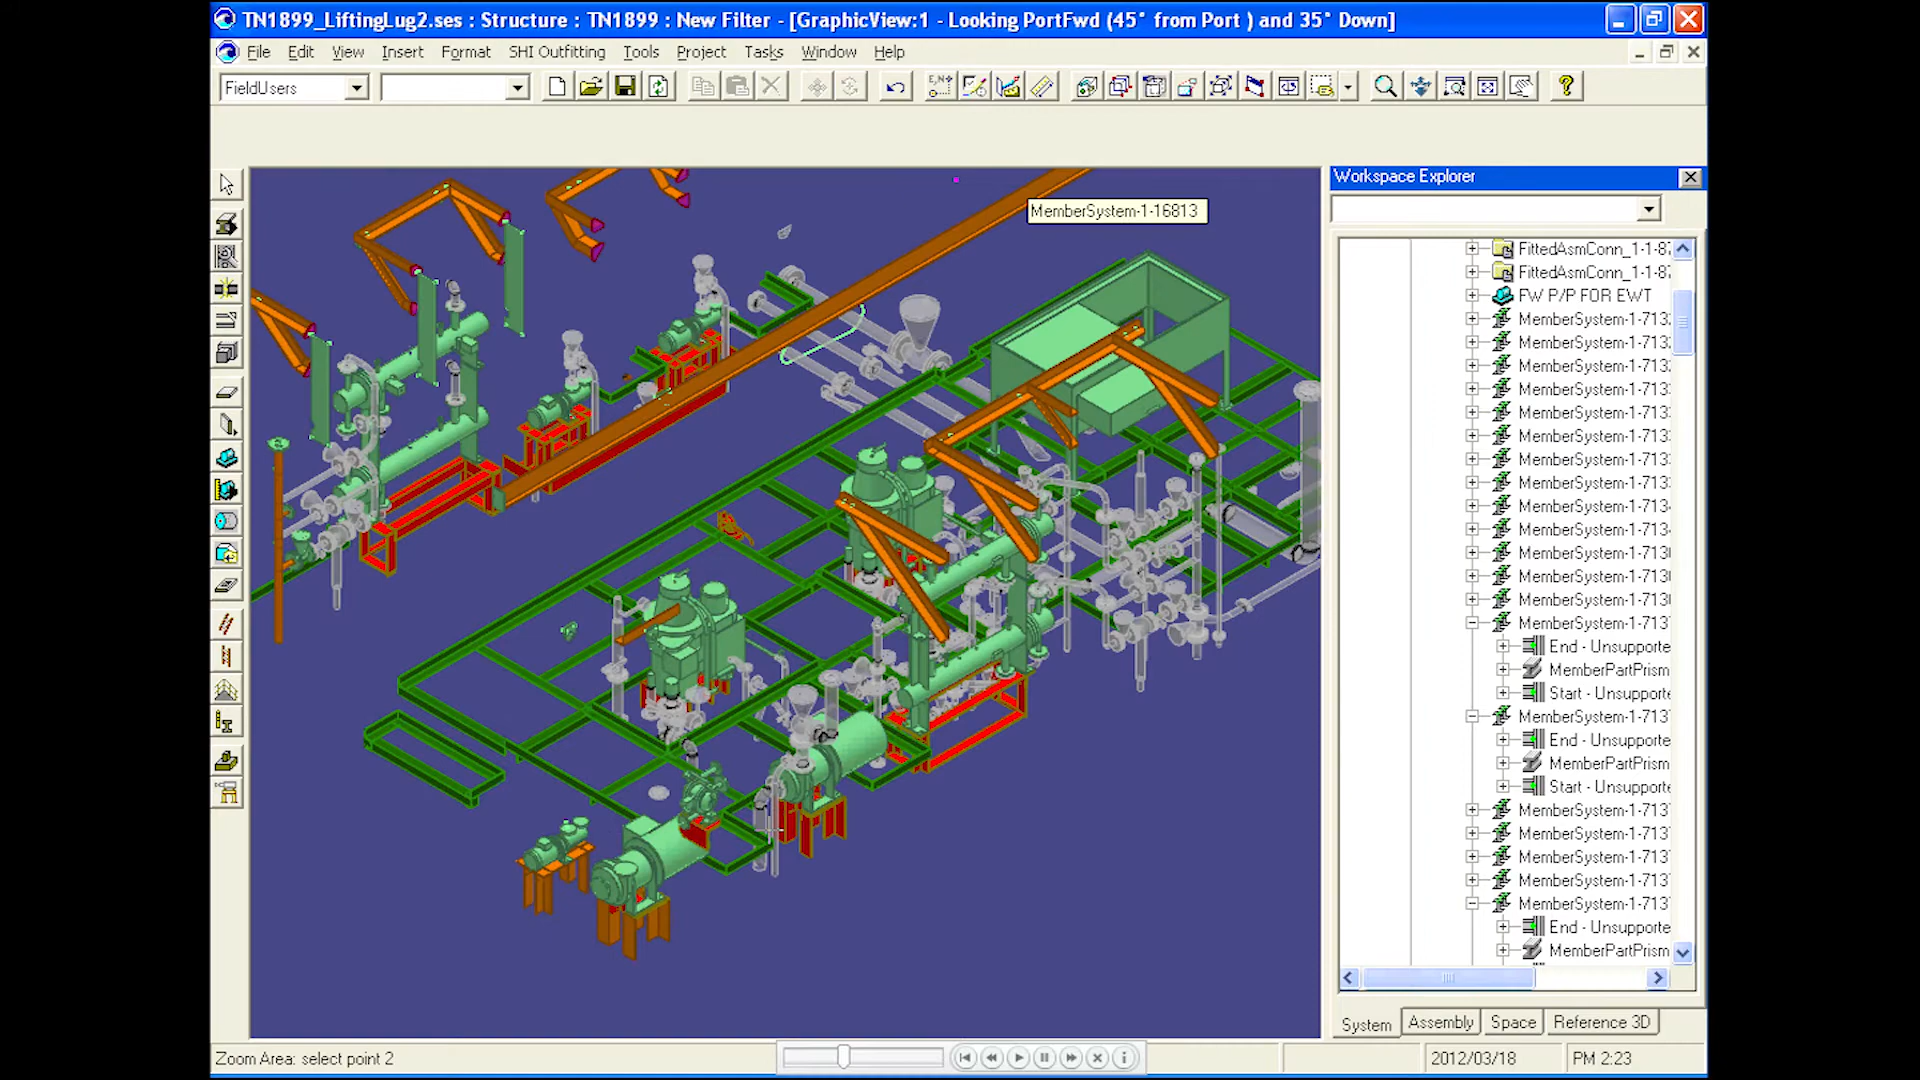 TN1899_LiftingLug2.ses : Structure : TN1899 : New Filter - [GraphicView:1 - Looking PortFwd (45° from Port ) and 35° Down]
File Edit View Insert Format SHI Outfitting Tools Project Tasks Window Help
FieldUsers
Workspace Explorer
MemberSystem-1-16813
FittedAsmConn_1-1-8
FittedAsmConn_1-1-8
FW P/P FOR EWT
MemberSystem-1-713
MemberSystem-1-713
MemberSystem-1-713
MemberSystem-1-713
MemberSystem-1-713
MemberSystem-1-713
MemberSystem-1-713
MemberSystem-1-713
MemberSystem-1-713
MemberSystem-1-713
MemberSystem-1-713
MemberSystem-1-713
MemberSystem-1-713
MemberSystem-1-713
End - Unsupporte
MemberPartPrism
Start - Unsupporte
MemberSystem-1-713
End - Unsupporte
MemberPartPrism
Start - Unsupporte
MemberSystem-1-713
MemberSystem-1-713
MemberSystem-1-713
MemberSystem-1-713
MemberSystem-1-713
End - Unsupporte
MemberPartPrism
System Assembly Space Reference 3D
Zoom Area: select point 2
2012/03/18 PM 2:23